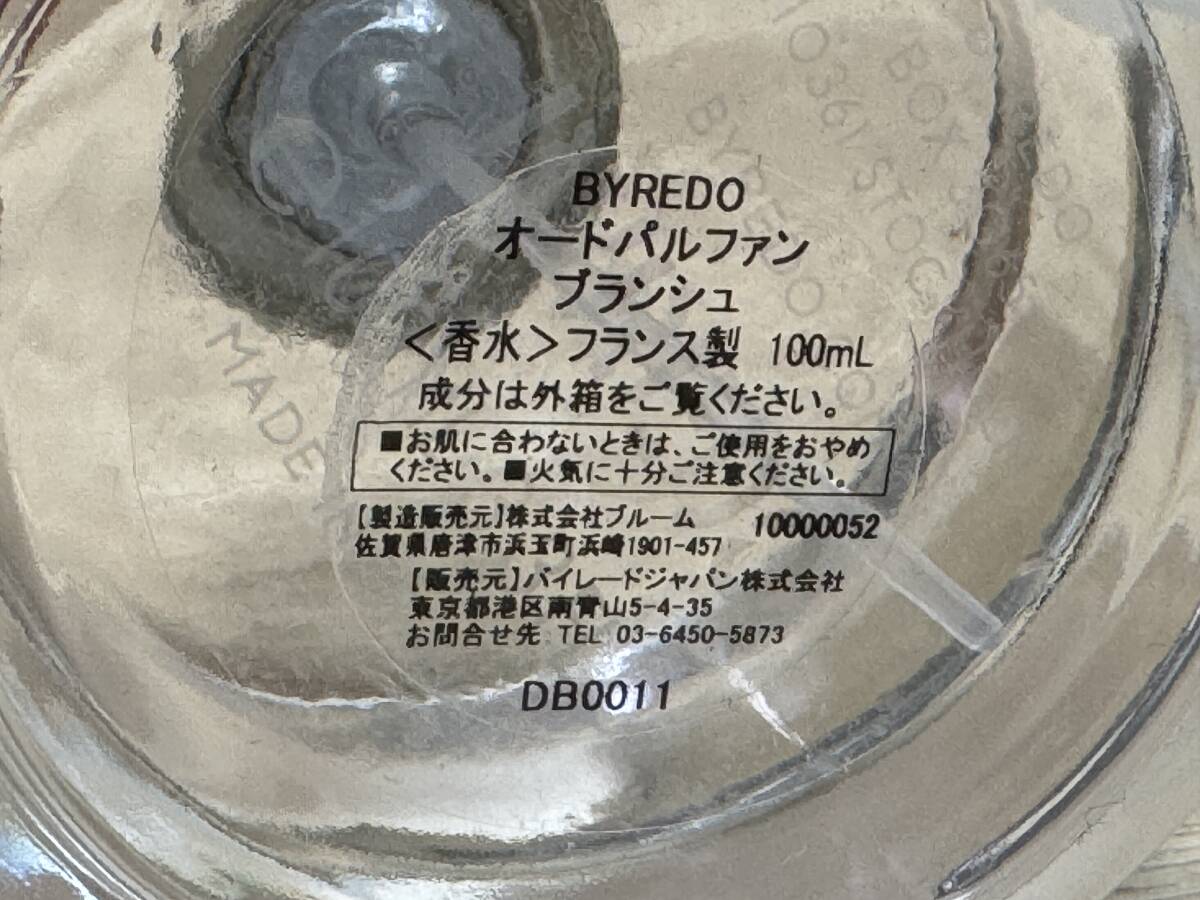 BYREDO
オードパルファン
ブランシュ
<香水>フランス製 100mL
成分は外箱をご覧ください。
■お肌に合わないときは、ご使用をおやめ
ください。■火気に十分ご注意ください。
【製造販売元】株式会社ブルーム 10000052
佐賀県唐津市浜玉町浜崎1901-457
【販売元】バイレードジャパン株式会社
東京都港区南青山5-4-35
お問合せ先 TEL 03-6450-5873
DB0011
BOX
BYREDO
MADE